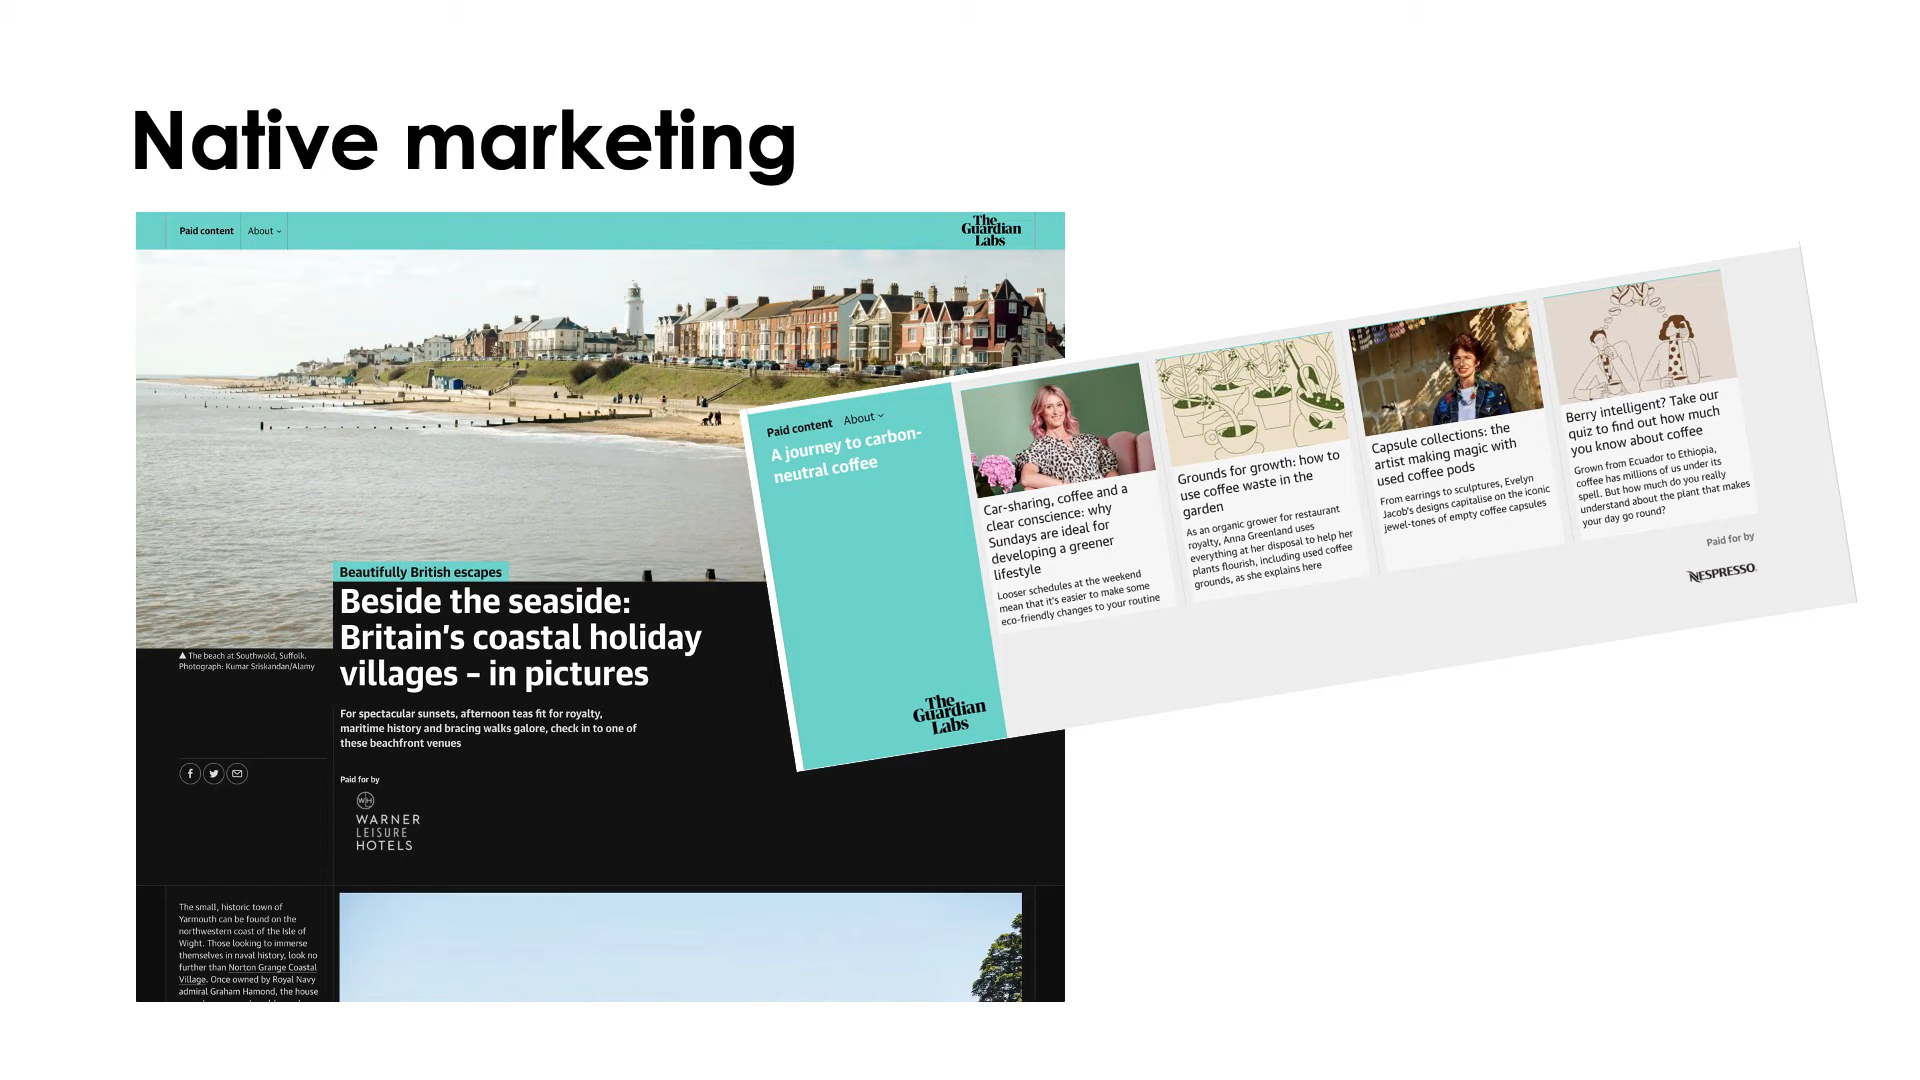 Native marketing
Paid content
About
The
Guardian
Labs
Beautifully British escapes
Beside the seaside:
Britain's coastal holiday
villages – in pictures
The beach at Southwold, Suffolk.
Photograph: Kumar Sriskandan/Alamy
For spectacular sunsets, afternoon teas fit for royalty,
maritime history and bracing walks galore, check in to one of
these beachfront venues
Paid for by
WH
WARNER
LEISURE
HOTELS
The small, historic town of
Yarmouth can be found on the
northwestern coast of the Isle of
Wight. Those looking to immerse
themselves in naval history, look no
further than Norton Grange Coastal
Village. Once owned by Royal Navy
admiral Graham Hamond, the house
Paid content
About
A journey to carbon-
neutral coffee
The
Guardian
Labs
Car-sharing, coffee and a
clear conscience: why
Sundays are ideal for
developing a greener
lifestyle
Looser schedules at the weekend
mean that it's easier to make some
eco-friendly changes to your routine
Grounds for growth: how to
use coffee waste in the
garden
As an organic grower for restaurant
royalty, Anna Greenland uses
everything at her disposal to help her
plants flourish, including used coffee
grounds, as she explains here
Capsule collections: the
artist making magic with
used coffee pods
From earrings to sculptures, Evelyn
Jacob's designs capitalise on the iconic
jewel-tones of empty coffee capsules
Berry intelligent? Take our
quiz to find out how much
you know about coffee
Grown from Ecuador to Ethiopia,
coffee has millions of us under its
spell. But how much do you really
understand about the plant that makes
your day go round?
Paid for by
NESPRESSO.